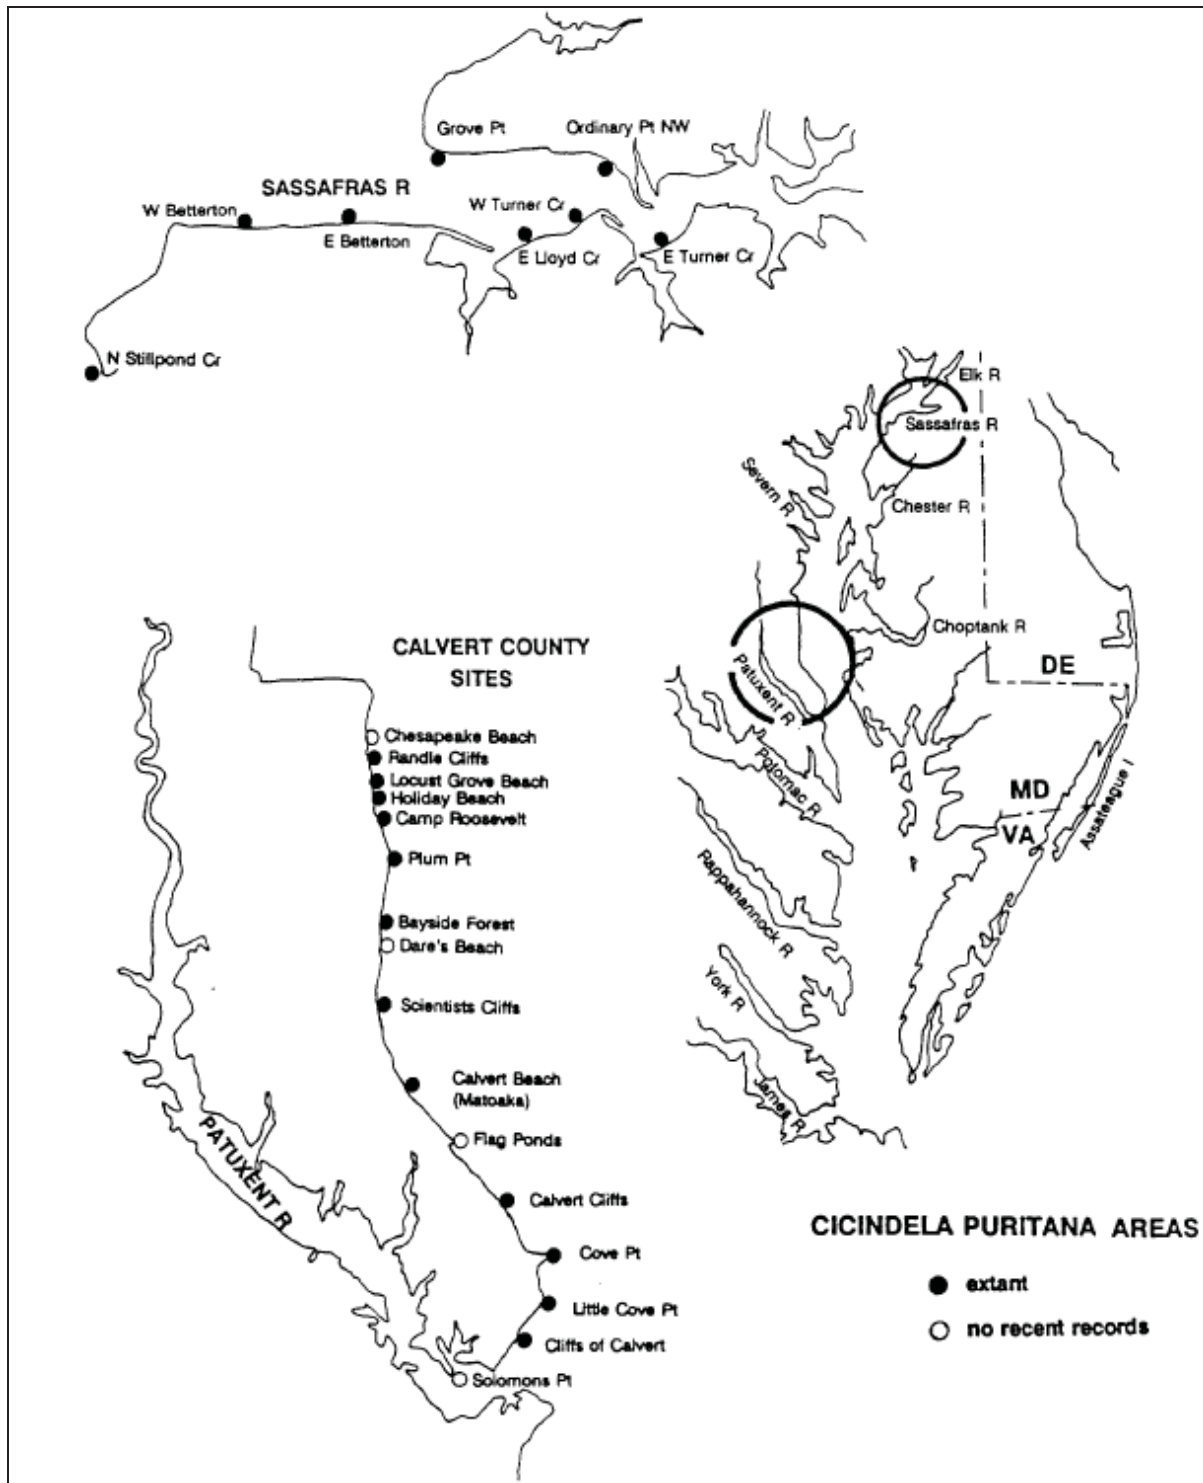 Grove Pt
Ordinary Pt NW
SASSAFRAS R
W Betterton
W Turner Cr
E Betterton
E Lloyd Cr
E Turner Cr
N Stillpond Cr
Elk R
Sassafras R
Severn R
Chester R
Choptank R
Patuxent R
DE
Potomac R
MD
VA
Assateague I
Rappahannock R
York R
James R
CALVERT COUNTY
SITES
Chesapeake Beach
Randle Cliffs
Locust Grove Beach
Holiday Beach
Camp Roosevelt
Plum Pt
Bayside Forest
Dare's Beach
Scientists Cliffs
Calvert Beach
(Matoaka)
Flag Ponds
PATUXENT R
Calvert Cliffs
Cove Pt
Little Cove Pt
Cliffs of Calvert
Solomons Pt
CICINDELA PURITANA AREAS
extant
no recent records